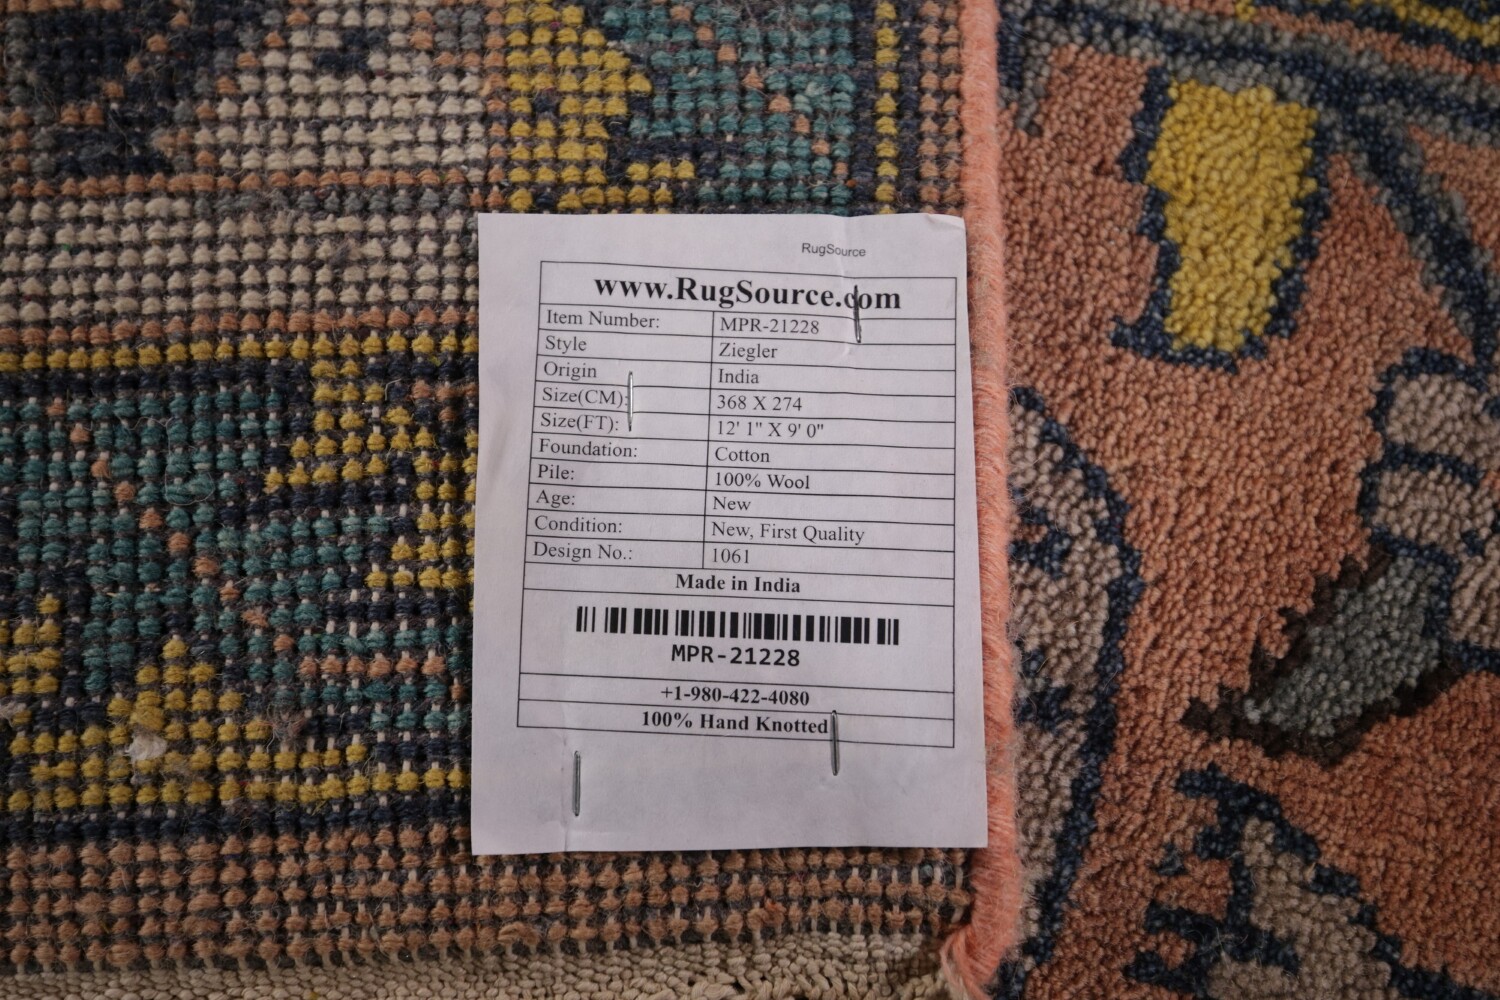 RugSource
www.RugSource.com
Item Number: MPR-21228
Style Ziegler
Origin India
Size(CM): 368 X 274
Size(FT): 12' 1" X 9' 0"
Foundation: Cotton
Pile: 100% Wool
Age: New
Condition: New, First Quality
Design No.: 1061
Made in India
MPR-21228
+1-980-422-4080
100% Hand Knotted